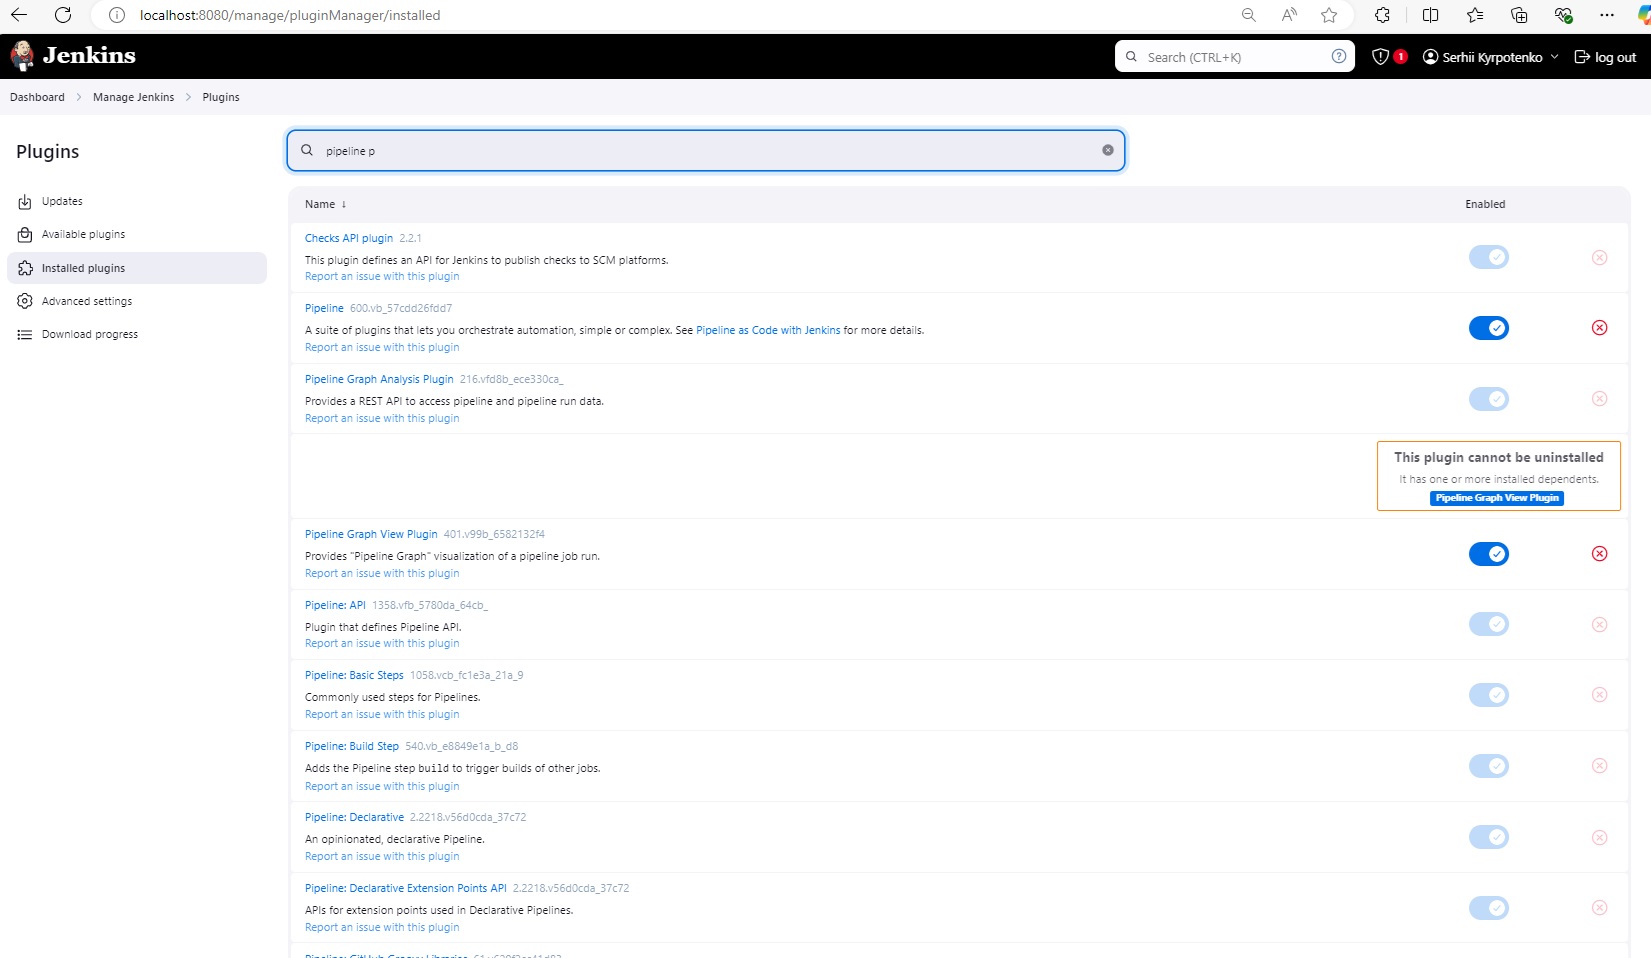 localhost:8080/manage/pluginManager/installed
Jenkins
Search (CTRL+K)
1
Serhii Kyrpotenko
log out
Dashboard
Manage Jenkins
Plugins
Plugins
Updates
Available plugins
Installed plugins
Advanced settings
Download progress
pipeline p
Name ↓ Enabled
Checks API plugin 2.2.1
This plugin defines an API for Jenkins to publish checks to SCM platforms.
Report an issue with this plugin
Pipeline 600.vb_57cdd26fdd7
A suite of plugins that lets you orchestrate automation, simple or complex. See Pipeline as Code with Jenkins for more details.
Report an issue with this plugin
Pipeline Graph Analysis Plugin 216.vfd8b_ece330ca_
Provides a REST API to access pipeline and pipeline run data.
Report an issue with this plugin
This plugin cannot be uninstalled
It has one or more installed dependents.
Pipeline Graph View Plugin
Pipeline Graph View Plugin 401.v99b_6582132f4
Provides "Pipeline Graph" visualization of a pipeline job run.
Report an issue with this plugin
Pipeline: API 1358.vfb_5780da_64cb_
Plugin that defines Pipeline API.
Report an issue with this plugin
Pipeline: Basic Steps 1058.vcb_fc1e3a_21a_9
Commonly used steps for Pipelines.
Report an issue with this plugin
Pipeline: Build Step 540.vb_e8849e1a_b_d8
Adds the Pipeline step build to trigger builds of other jobs.
Report an issue with this plugin
Pipeline: Declarative 2.2218.v56d0cda_37c72
An opinionated, declarative Pipeline.
Report an issue with this plugin
Pipeline: Declarative Extension Points API 2.2218.v56d0cda_37c72
APIs for extension points used in Declarative Pipelines.
Report an issue with this plugin
Pipeline: GitHub Groovy Libraries